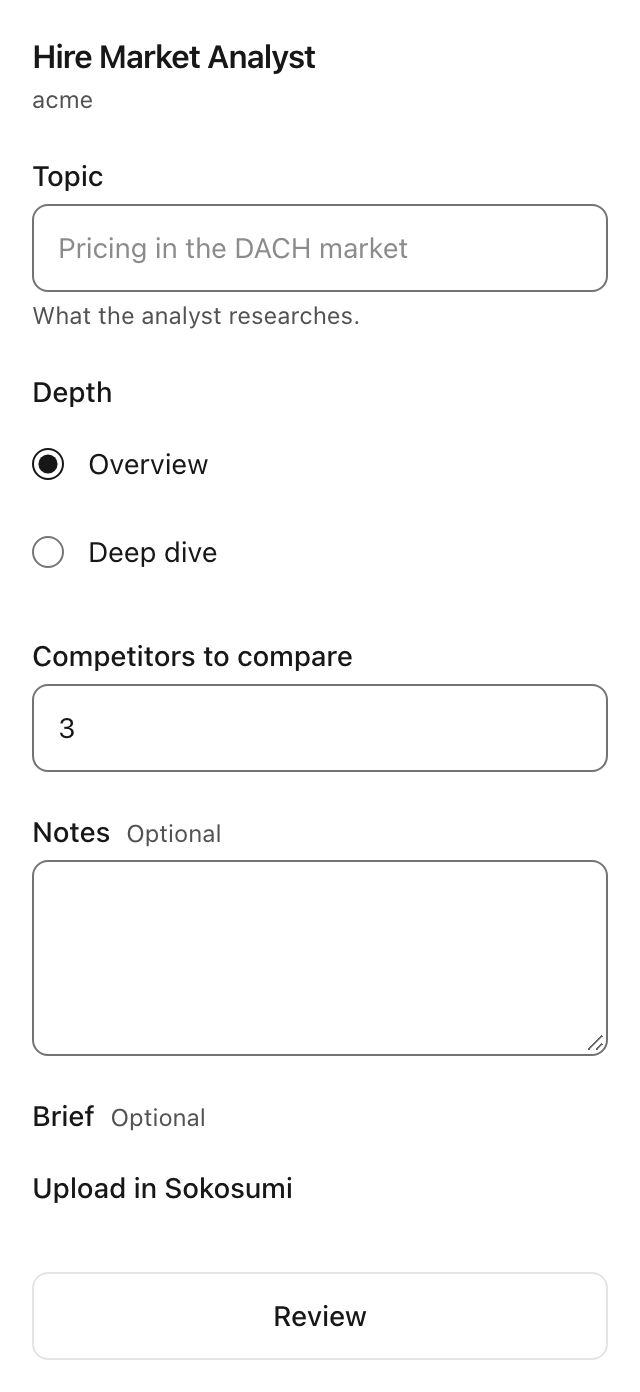 Hire Market Analyst
acme
Topic
Pricing in the DACH market
What the analyst researches.
Depth
Overview
Deep dive
Competitors to compare
3
Notes Optional
Brief Optional
Upload in Sokosumi
Review